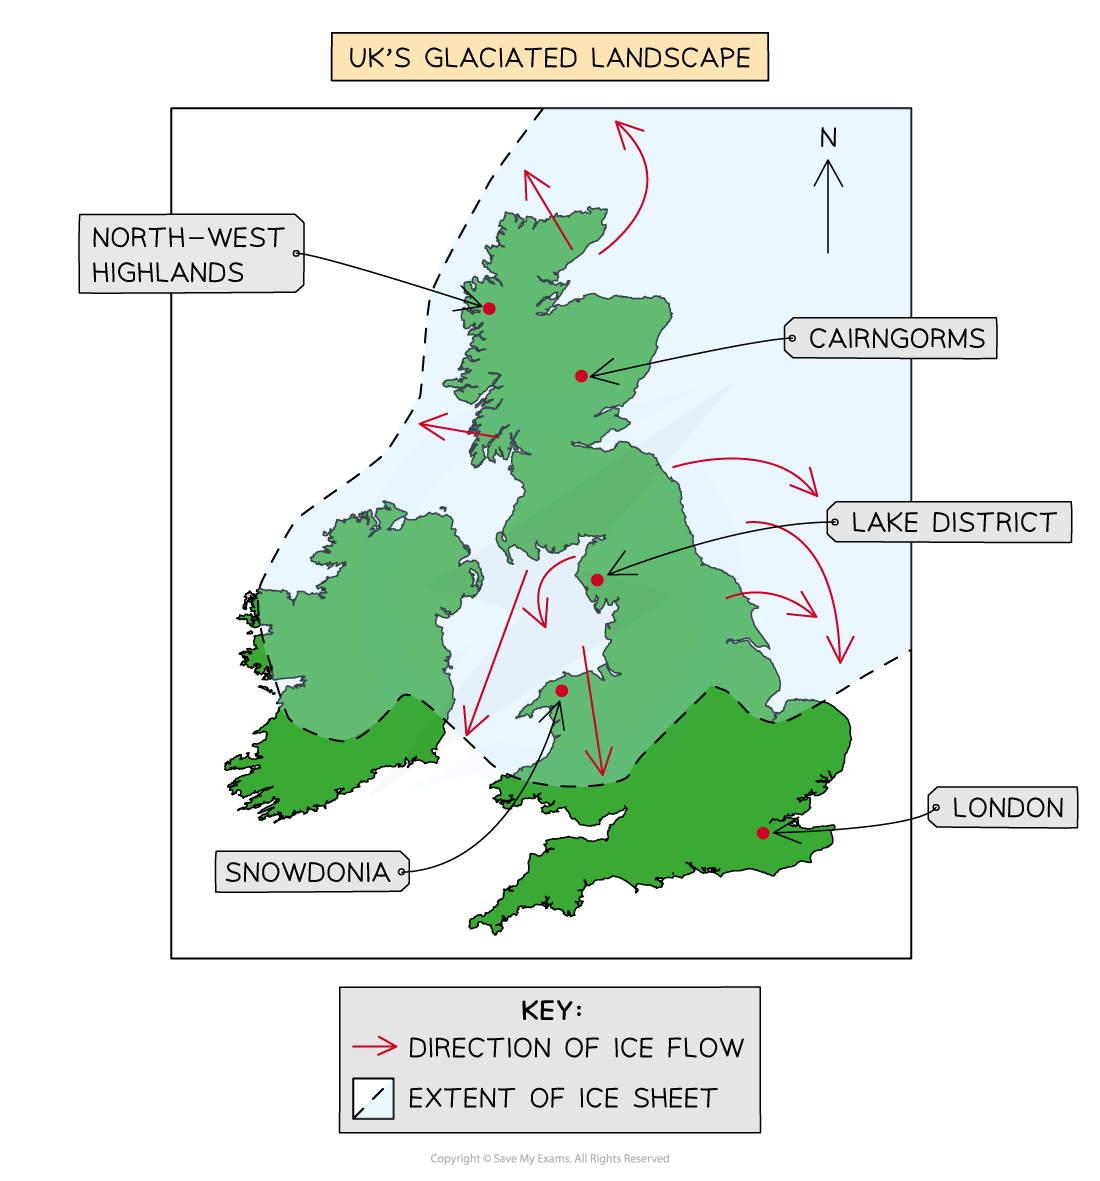 UK'S GLACIATED LANDSCAPE
N
NORTH-WEST
HIGHLANDS
CAIRNGORMS
LAKE DISTRICT
LONDON
SNOWDONIA
KEY:
DIRECTION OF ICE FLOW
EXTENT OF ICE SHEET
Copyright © Save My Exams. All Rights Reserved